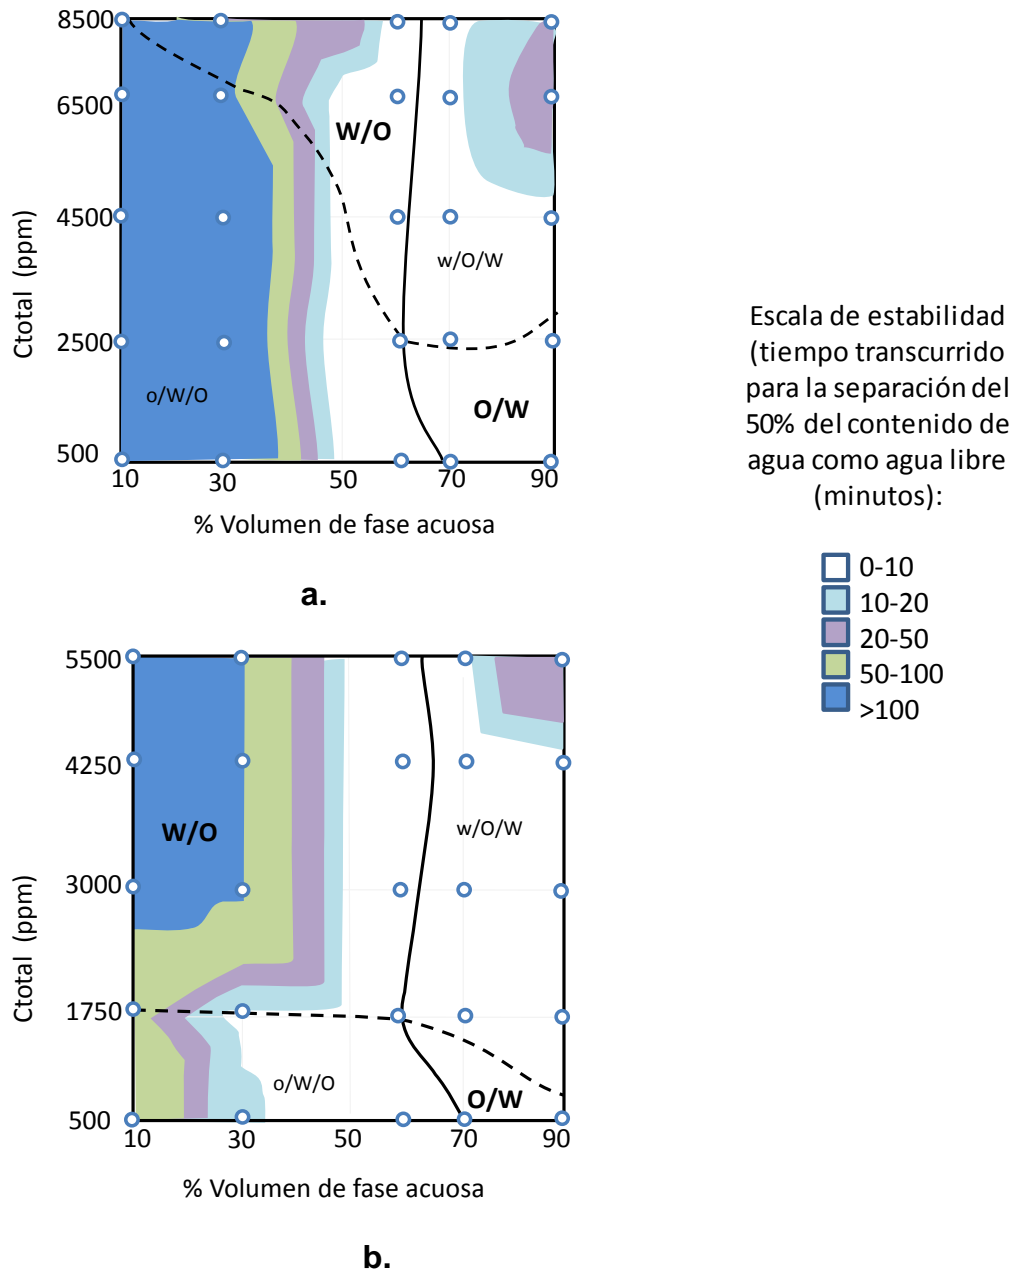 8500
6500
4500
2500
500
Ctotal (ppm)
W/O
w/O/W
o/W/O
O/W
10 30 50 70 90
% Volumen de fase acuosa
a.
Escala de estabilidad
(tiempo transcurrido
para la separación del
50% del contenido de
agua como agua libre
(minutos):
0-10
10-20
20-50
50-100
>100
5500
4250
3000
1750
500
Ctotal (ppm)
W/O
w/O/W
o/W/O
O/W
10 30 50 70 90
% Volumen de fase acuosa
b.